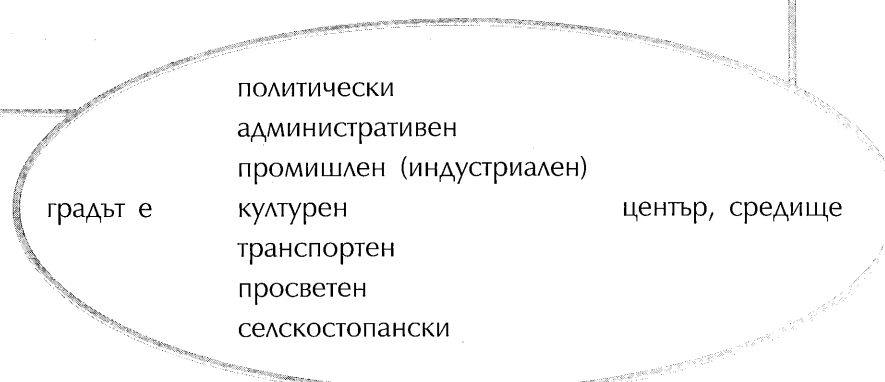 политически
административен
промишлен (индустриален)
градът е културен център, средище
транспортен
просветен
селскостопански